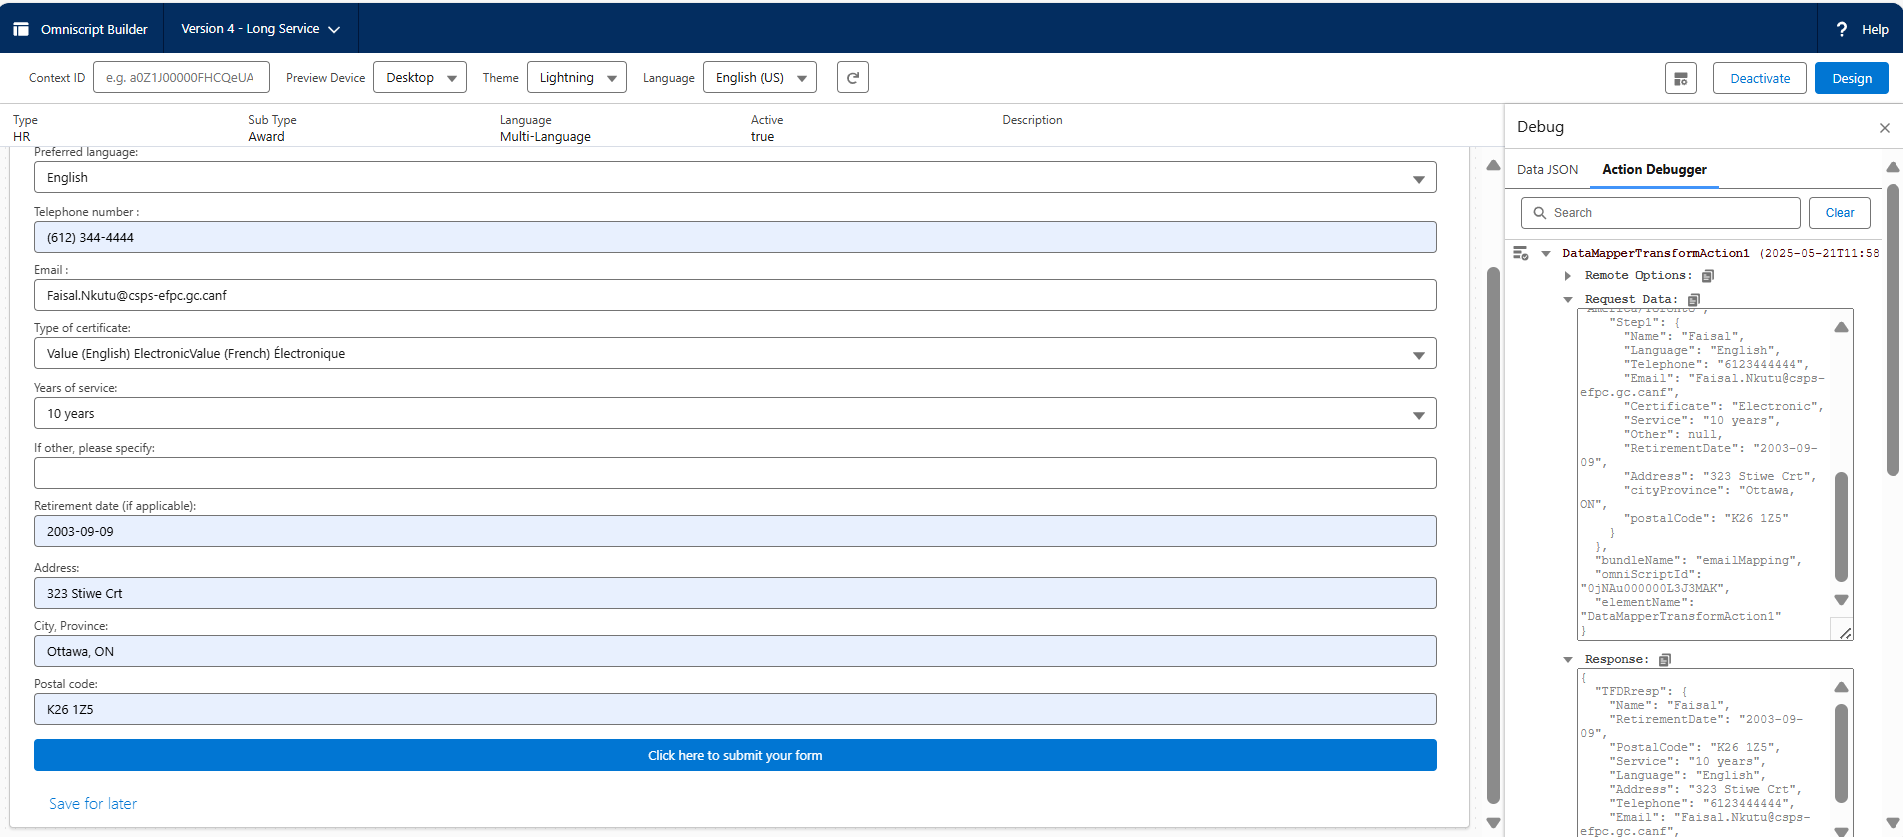 Omniscript Builder
Version 4 - Long Service
? Help
Context ID
e.g. a0Z1J00000FHCQeUA
Preview Device
Desktop
Theme
Lightning
Language
English (US)
Deactivate
Design
Type
HR
Sub Type
Award
Language
Multi-Language
Active
true
Description
Preferred language:
English
Telephone number :
(612) 344-4444
Email :
Faisal.Nkutu@csps-efpc.gc.canf
Type of certificate:
Value (English) ElectronicValue (French) Électronique
Years of service:
10 years
If other, please specify:
Retirement date (if applicable):
2003-09-09
Address:
323 Stiwe Crt
City, Province:
Ottawa, ON
Postal code:
K26 1Z5
Click here to submit your form
Save for later
Debug
Data JSON
Action Debugger
Search
Clear
DataMapperTransformAction1 (2025-05-21T11:58
Remote Options:
Request Data:
"America/Toronto",
"Step1": {
"Name": "Faisal",
"Language": "English",
"Telephone": "6123444444",
"Email": "Faisal.Nkutu@csps-
efpc.gc.canf",
"Certificate": "Electronic",
"Service": "10 years",
"Other": null,
"RetirementDate": "2003-09-
09",
"Address": "323 Stiwe Crt",
"cityProvince": "Ottawa,
ON",
"postalCode": "K26 1Z5"
}
},
"bundleName": "emailMapping",
"omniScriptId":
"0jNAu000000L3J3MAK",
"elementName":
"DataMapperTransformAction1"
}
Response:
{
"TFDRresp": {
"Name": "Faisal",
"RetirementDate": "2003-09-
09",
"PostalCode": "K26 1Z5",
"Service": "10 years",
"Language": "English",
"Address": "323 Stiwe Crt",
"Telephone": "6123444444",
"Email": "Faisal.Nkutu@csps-
efpc.gc.canf",